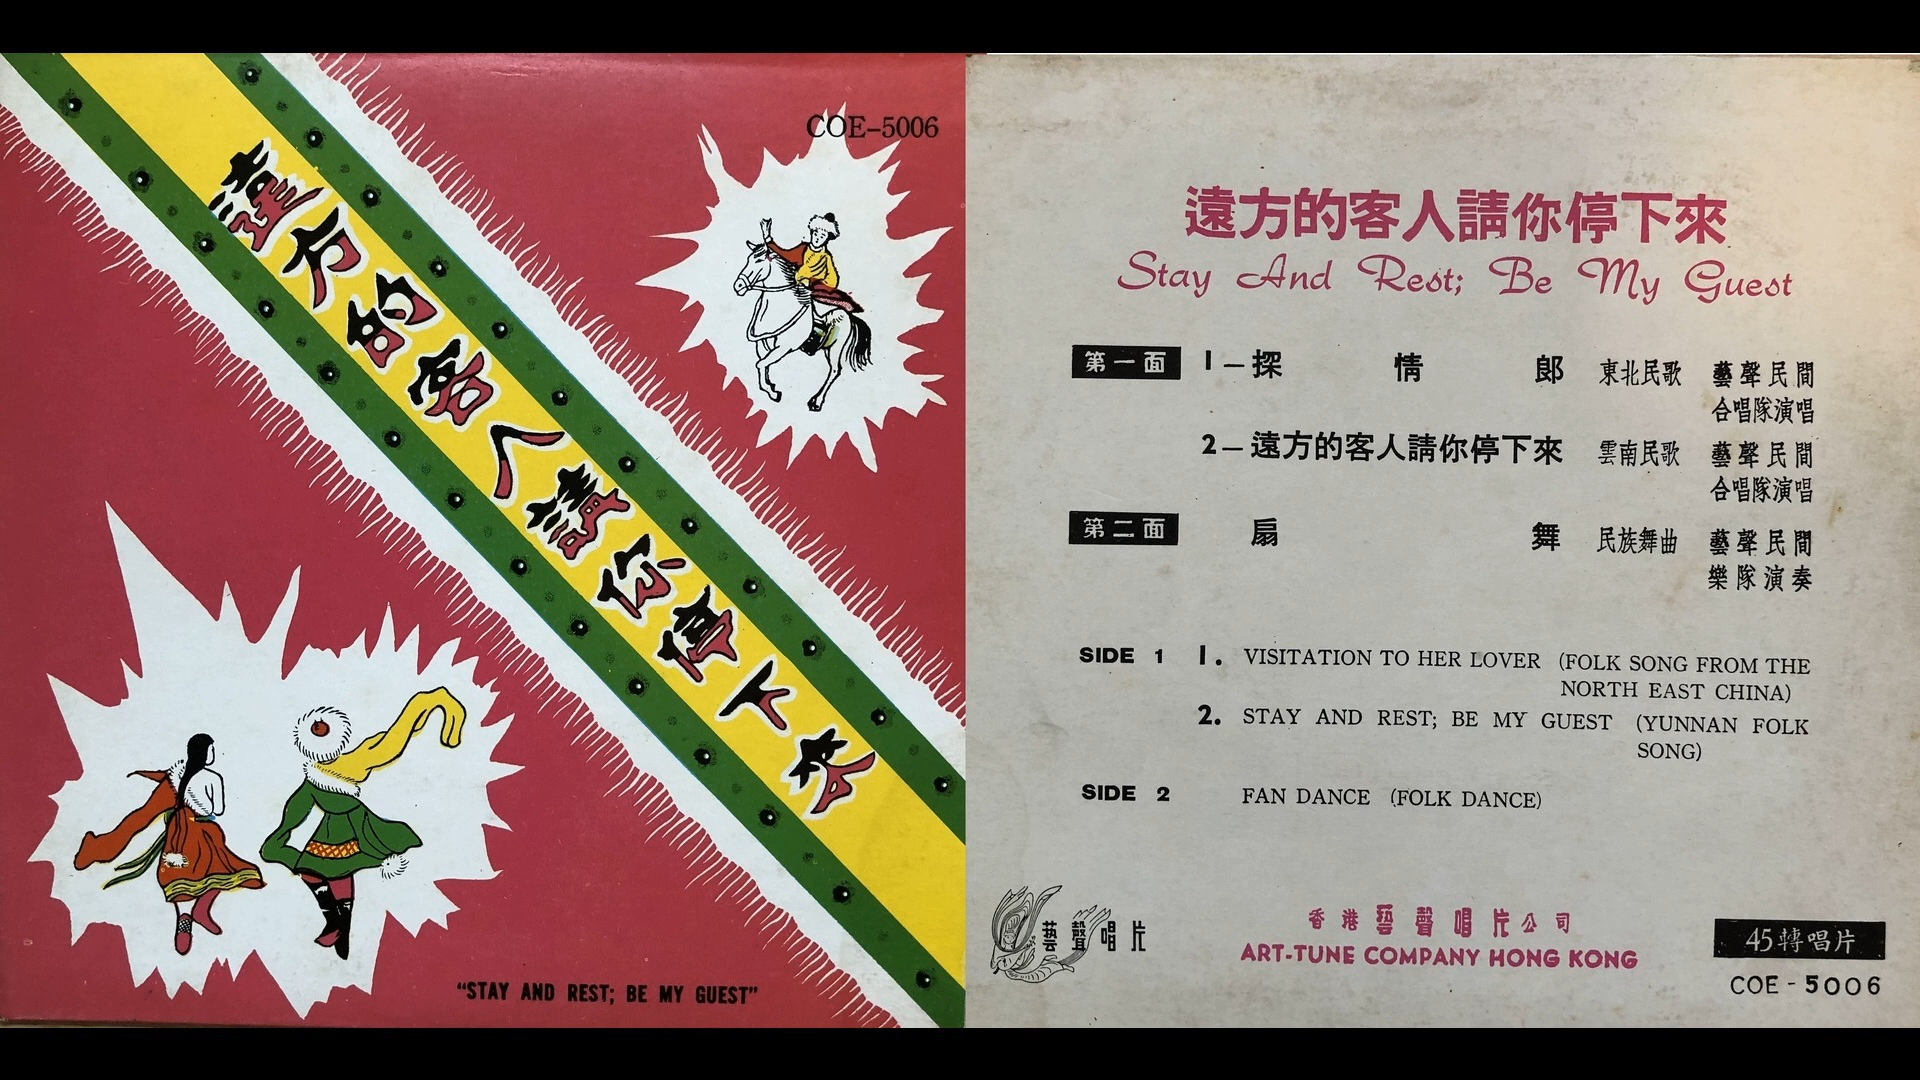 COE-5006
遠方的客人請你停下來
"STAY AND REST; BE MY GUEST"
遠方的客人請你停下來
Stay And Rest; Be My Guest
第一面 1－探情郎 東北民歌 藝聲民間
合唱隊演唱
2－遠方的客人請你停下來 雲南民歌 藝聲民間
合唱隊演唱
第二面 扇舞 民族舞曲 藝聲民間
樂隊演奏
SIDE 1 1. VISITATION TO HER LOVER (FOLK SONG FROM THE
NORTH EAST CHINA)
2. STAY AND REST; BE MY GUEST (YUNNAN FOLK
SONG)
SIDE 2 FAN DANCE (FOLK DANCE)
藝聲唱片
香港藝聲唱片公司
ART-TUNE COMPANY HONG KONG
45轉唱片
COE-5006